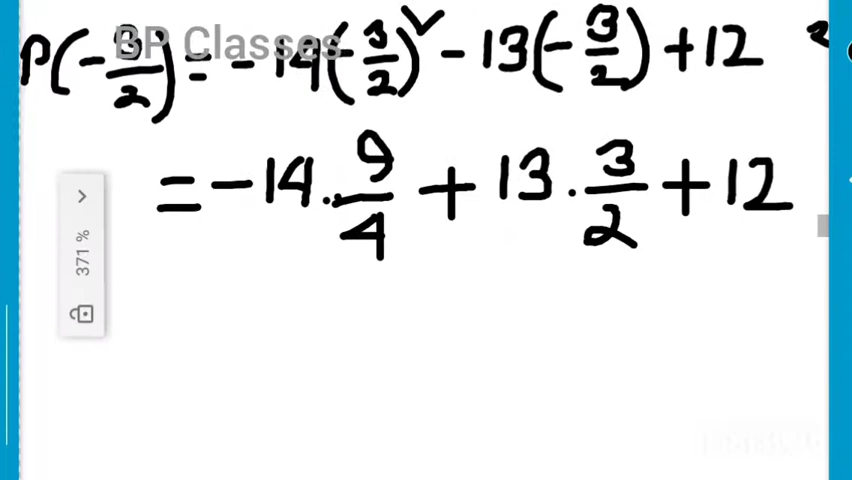 BP Classes
P(-3/2) = -14(-3/2)² - 13(-3/2) + 12
= -14 · 9/4 + 13 · 3/2 + 12
371 %